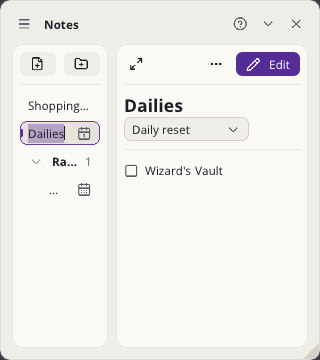 Notes
Edit
Shopping...
Dailies
Dailies
Daily reset
Ra... 1
Wizard's Vault
...